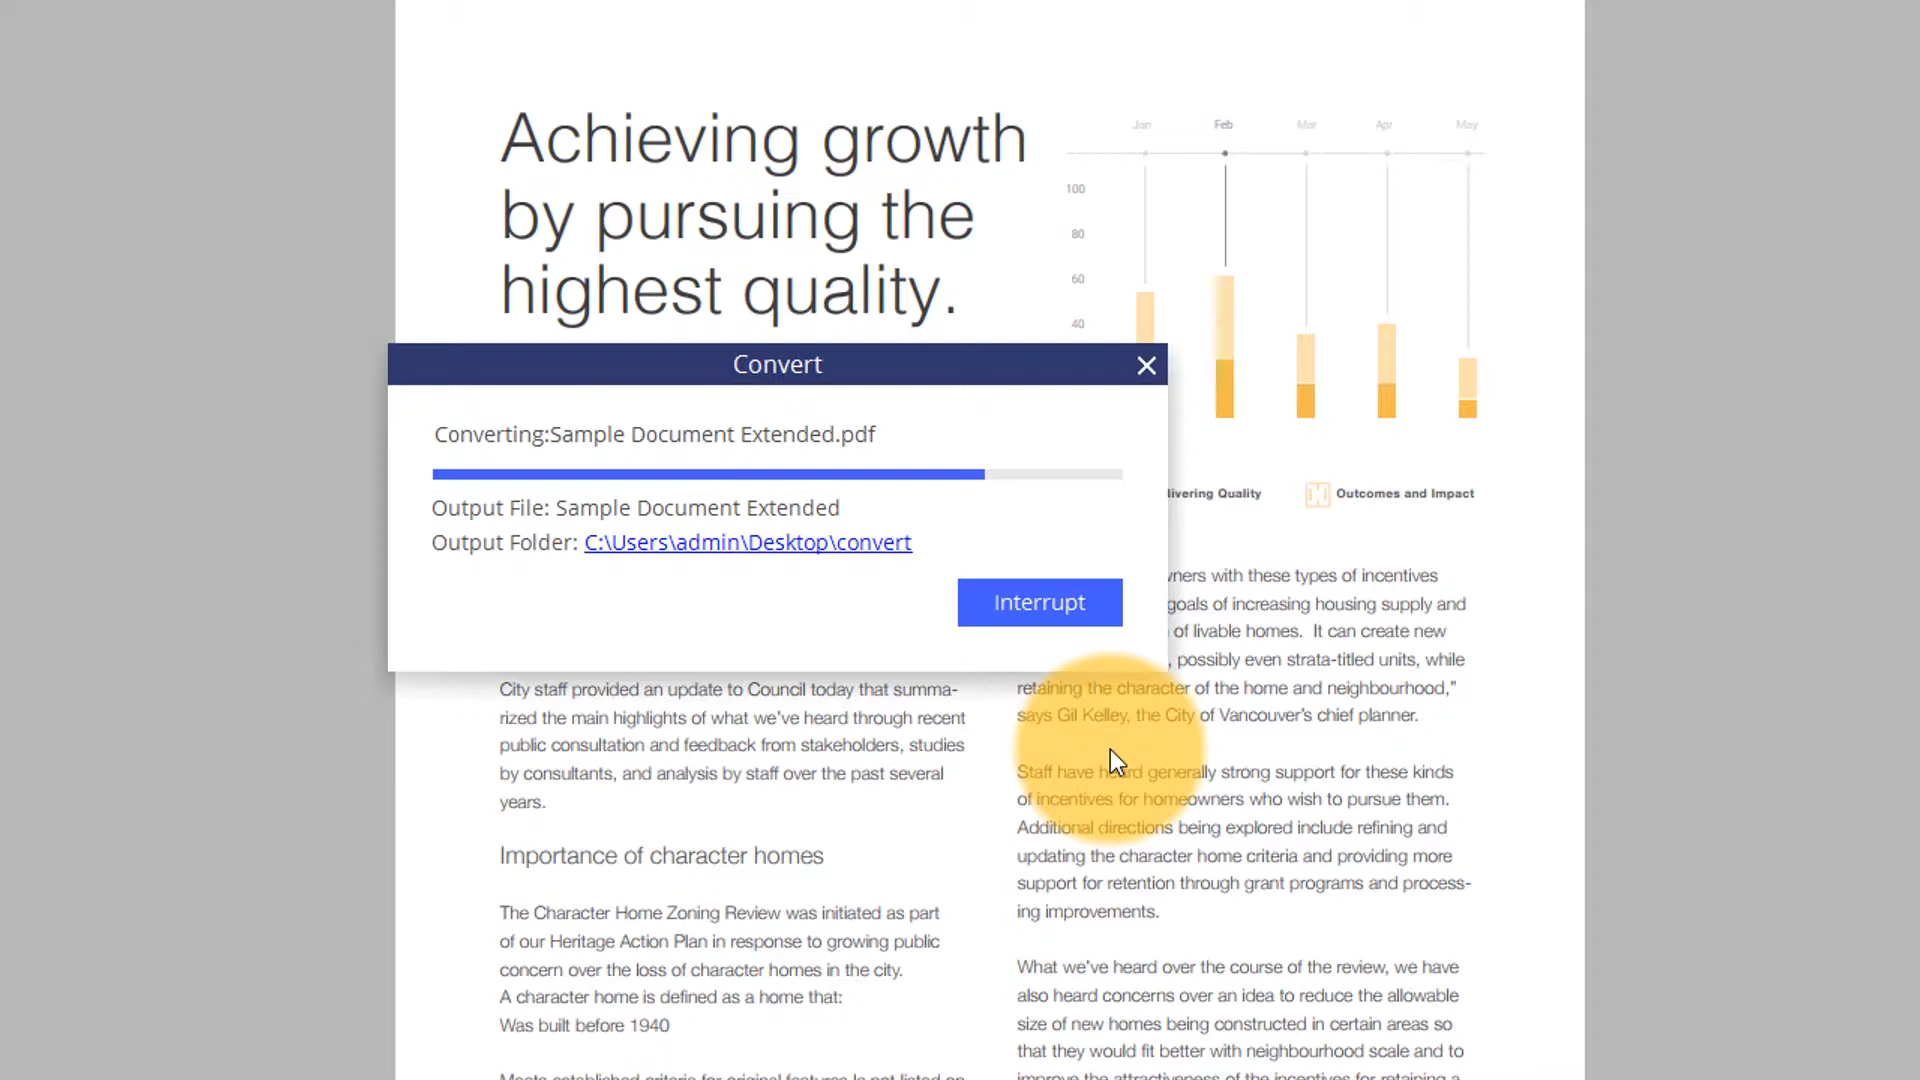 Achieving growth
by pursuing the
highest quality.
Jan Feb Mar Apr May
100
80
60
40
Convert
Converting:Sample Document Extended.pdf
Output File: Sample Document Extended
Output Folder: C:\Users\admin\Desktop\convert
Interrupt
livering Quality
Outcomes and Impact
City staff provided an update to Council today that summa-
rized the main highlights of what we've heard through recent
public consultation and feedback from stakeholders, studies
by consultants, and analysis by staff over the past several
years.
Importance of character homes
The Character Home Zoning Review was initiated as part
of our Heritage Action Plan in response to growing public
concern over the loss of character homes in the city.
A character home is defined as a home that:
Was built before 1940
with these types of incentives
goals of increasing housing supply and
of livable homes. It can create new
, possibly even strata-titled units, while
retaining the character of the home and neighbourhood,"
says Gil Kelley, the City of Vancouver's chief planner.
Staff have heard generally strong support for these kinds
of incentives for homeowners who wish to pursue them.
Additional directions being explored include refining and
updating the character home criteria and providing more
support for retention through grant programs and process-
ing improvements.
What we've heard over the course of the review, we have
also heard concerns over an idea to reduce the allowable
size of new homes being constructed in certain areas so
that they would fit better with neighbourhood scale and to